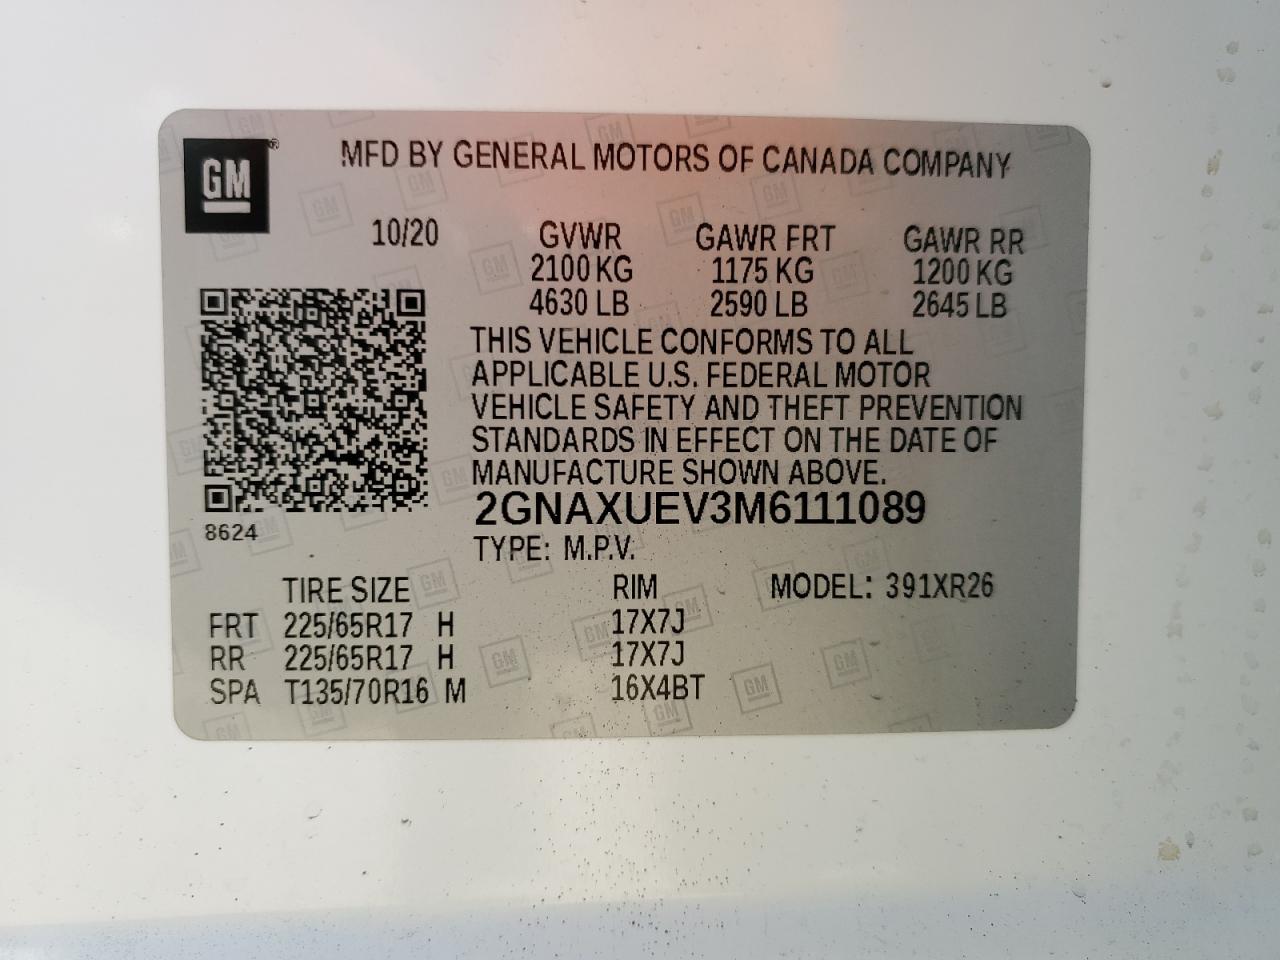 GM®
MFD BY GENERAL MOTORS OF CANADA COMPANY
10/20 GVWR GAWR FRT GAWR RR
2100 KG 1175 KG 1200 KG
4630 LB 2590 LB 2645 LB
THIS VEHICLE CONFORMS TO ALL
APPLICABLE U.S. FEDERAL MOTOR
VEHICLE SAFETY AND THEFT PREVENTION
STANDARDS IN EFFECT ON THE DATE OF
MANUFACTURE SHOWN ABOVE.
2GNAXUEV3M6111089
8624
TYPE: M.P.V.
TIRE SIZE RIM MODEL: 391XR26
FRT 225/65R17 H 17X7J
RR 225/65R17 H 17X7J
SPA T135/70R16 M 16X4BT